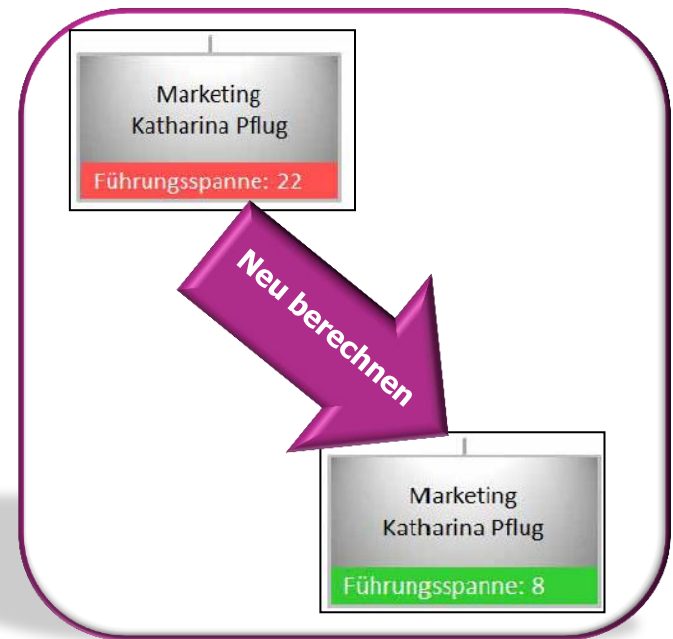 Marketing
Katharina Pflug
Führungsspanne: 22
Neu berechnen
Marketing
Katharina Pflug
Führungsspanne: 8